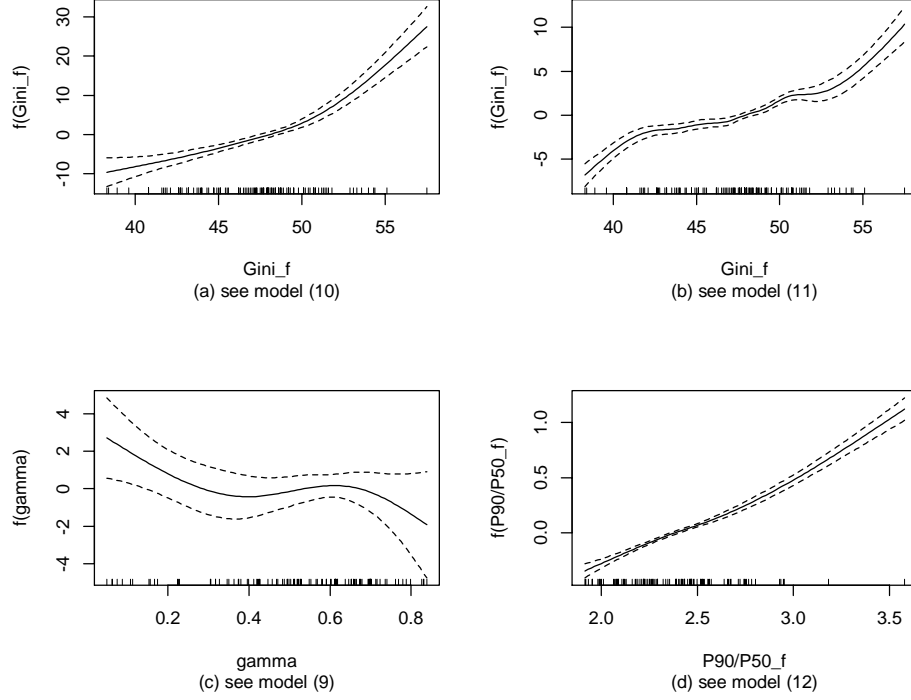 f(Gini_f)
30
20
10
0
-10
40 45 50 55
Gini_f
(a) see model (10)
f(Gini_f)
10
5
0
-5
40 45 50 55
Gini_f
(b) see model (11)
f(gamma)
4
2
0
-2
-4
0.2 0.4 0.6 0.8
gamma
(c) see model (9)
f(P90/P50_f)
1.0
0.5
0.0
2.0 2.5 3.0 3.5
P90/P50_f
(d) see model (12)